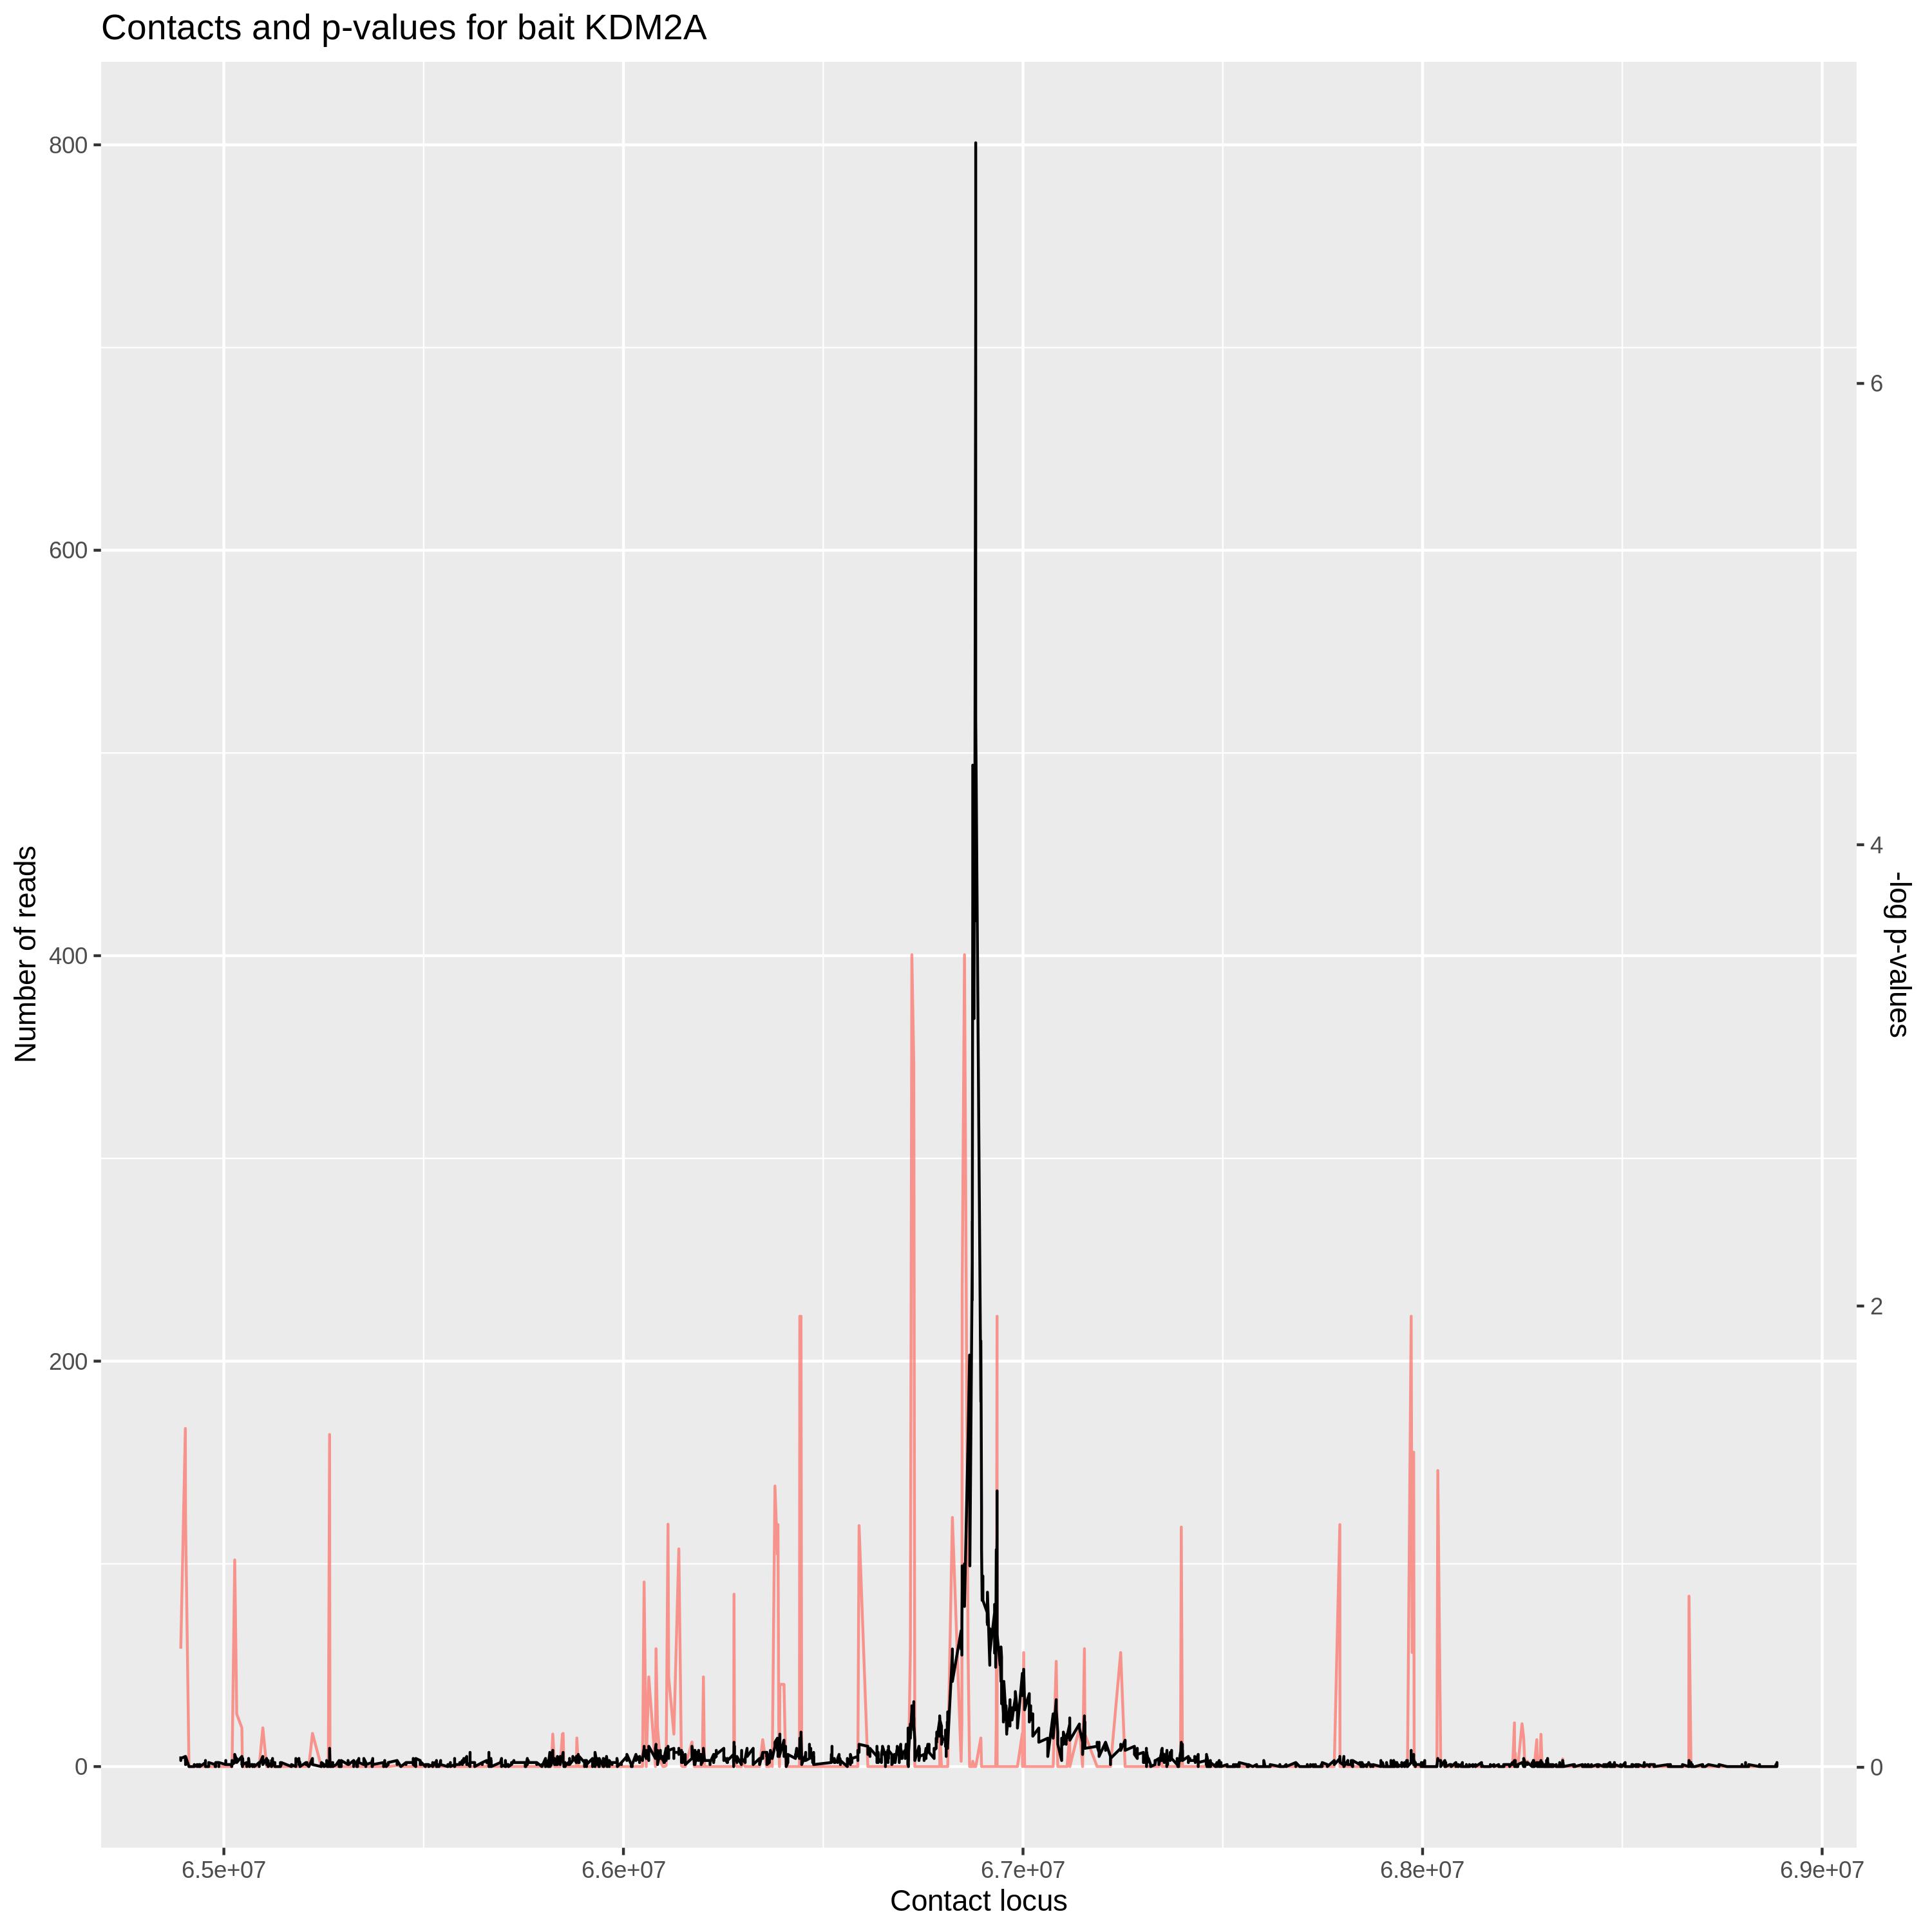 Contacts and p-values for bait KDM2A
800
600
400
200
0
Number of reads
6
4
2
0
-log p-values
6.5e+07 6.6e+07 6.7e+07 6.8e+07 6.9e+07
Contact locus